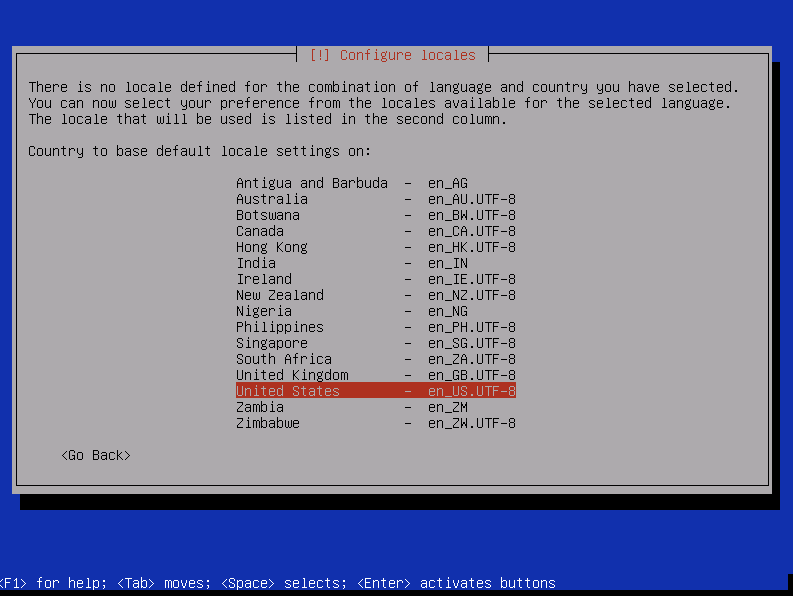 [!] Configure locales
There is no locale defined for the combination of language and country you have selected.
You can now select your preference from the locales available for the selected language.
The locale that will be used is listed in the second column.
Country to base default locale settings on:
Antigua and Barbuda - en_AG
Australia - en_AU.UTF-8
Botswana - en_BW.UTF-8
Canada - en_CA.UTF-8
Hong Kong - en_HK.UTF-8
India - en_IN
Ireland - en_IE.UTF-8
New Zealand - en_NZ.UTF-8
Nigeria - en_NG
Philippines - en_PH.UTF-8
Singapore - en_SG.UTF-8
South Africa - en_ZA.UTF-8
United Kingdom - en_GB.UTF-8
United States - en_US.UTF-8
Zambia - en_ZM
Zimbabwe - en_ZW.UTF-8
<Go Back>
<F1> for help; <Tab> moves; <Space> selects; <Enter> activates buttons